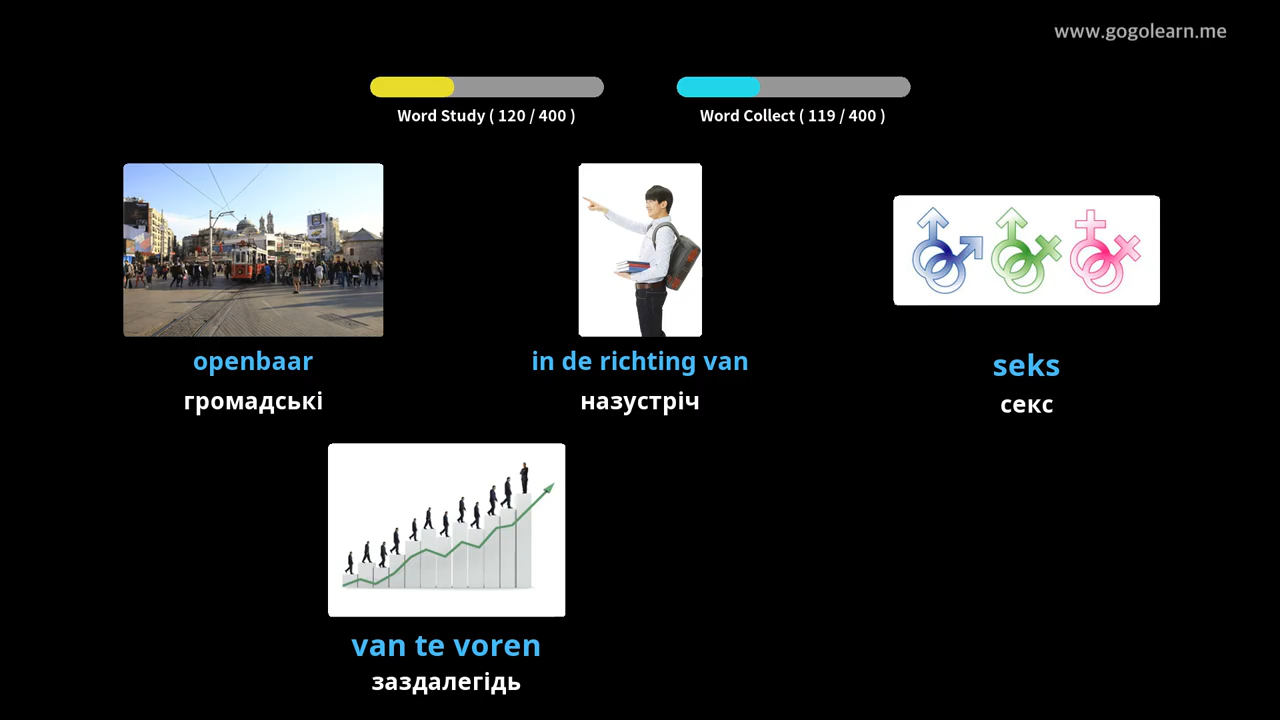 www.gogolearn.me
Word Study ( 120 / 400 )
Word Collect ( 119 / 400 )
openbaar
громадські
in de richting van
назустріч
seks
секс
van te voren
заздалегідь